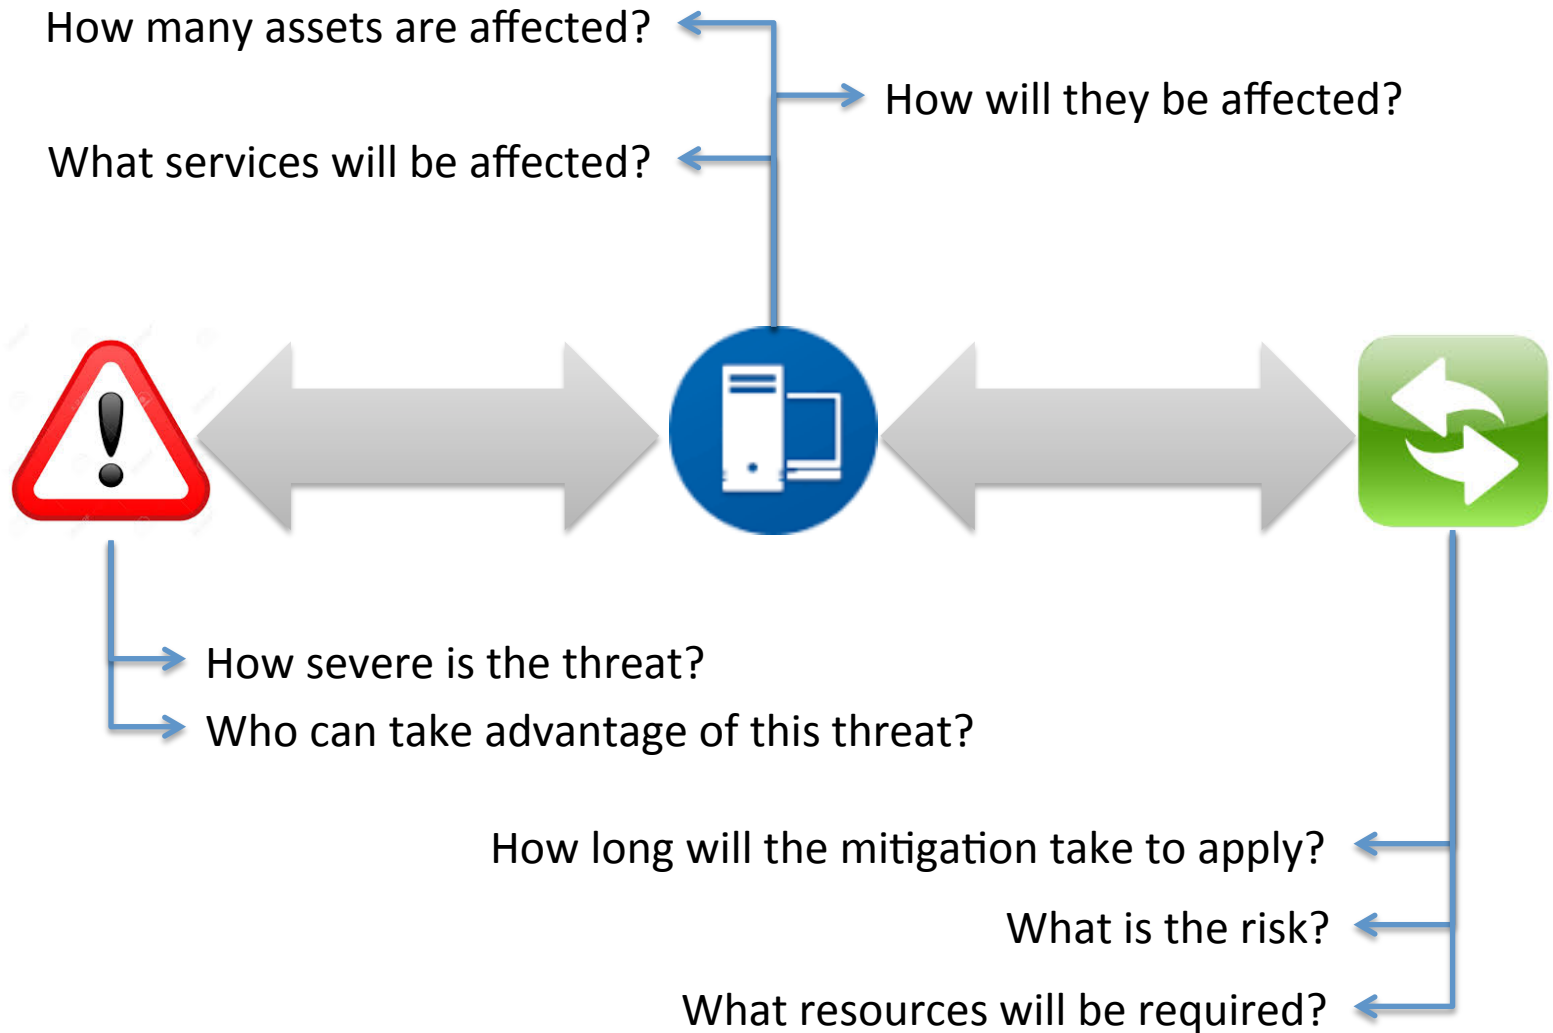 How many assets are affected?
How will they be affected?
What services will be affected?
How severe is the threat?
Who can take advantage of this threat?
How long will the mitigation take to apply?
What is the risk?
What resources will be required?